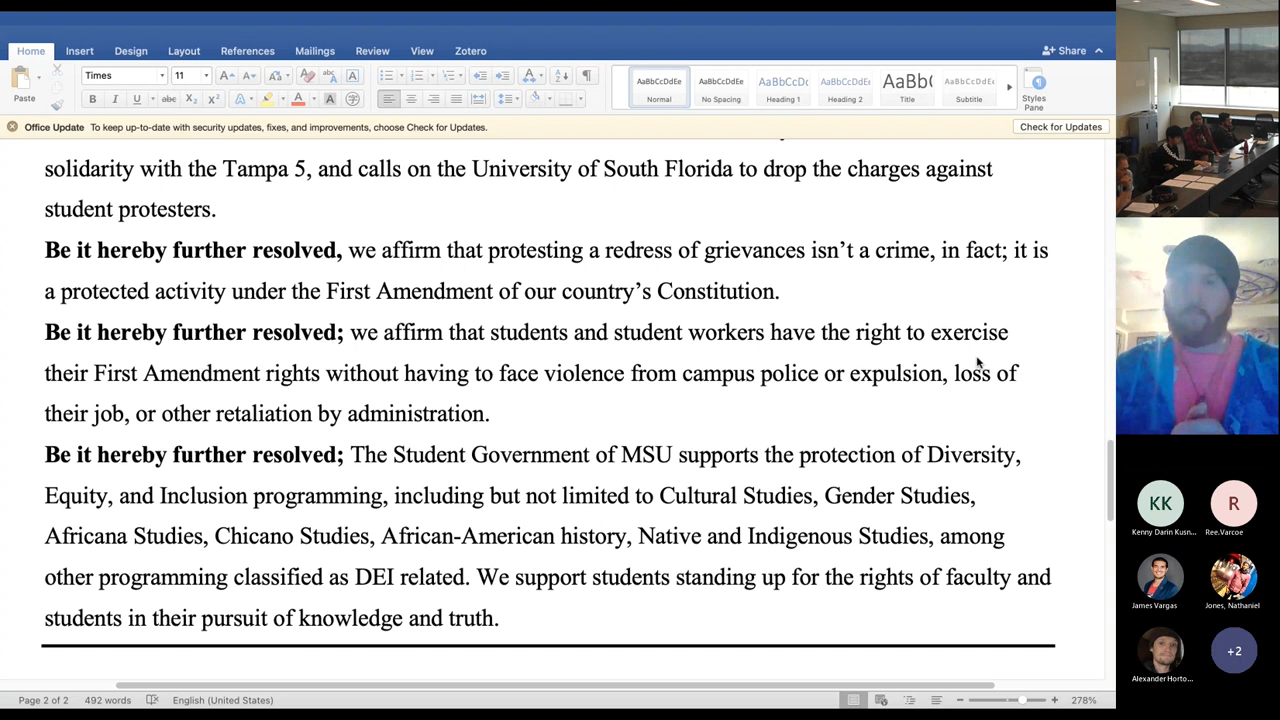 Home Insert Design Layout References Mailings Review View Zotero Share
Times 11
Paste
AaBbCcDdEe AaBbCcDdEe AaBbCcDc AaBbCcDdEe AaBb( AaBbCcDdEe
Normal No Spacing Heading 1 Heading 2 Title Subtitle
Styles
Pane
Office Update To keep up-to-date with security updates, fixes, and improvements, choose Check for Updates. Check for Updates
solidarity with the Tampa 5, and calls on the University of South Florida to drop the charges against
student protesters.
Be it hereby further resolved, we affirm that protesting a redress of grievances isn’t a crime, in fact; it is
a protected activity under the First Amendment of our country’s Constitution.
Be it hereby further resolved; we affirm that students and student workers have the right to exercise
their First Amendment rights without having to face violence from campus police or expulsion, loss of
their job, or other retaliation by administration.
Be it hereby further resolved; The Student Government of MSU supports the protection of Diversity,
Equity, and Inclusion programming, including but not limited to Cultural Studies, Gender Studies,
Africana Studies, Chicano Studies, African-American history, Native and Indigenous Studies, among
other programming classified as DEI related. We support students standing up for the rights of faculty and
students in their pursuit of knowledge and truth.
Page 2 of 2 492 words English (United States) 278%
KK R
Kenny Darin Kusn... Ree.Varcoe
James Vargas Jones, Nathaniel
+2
Alexander Horto...